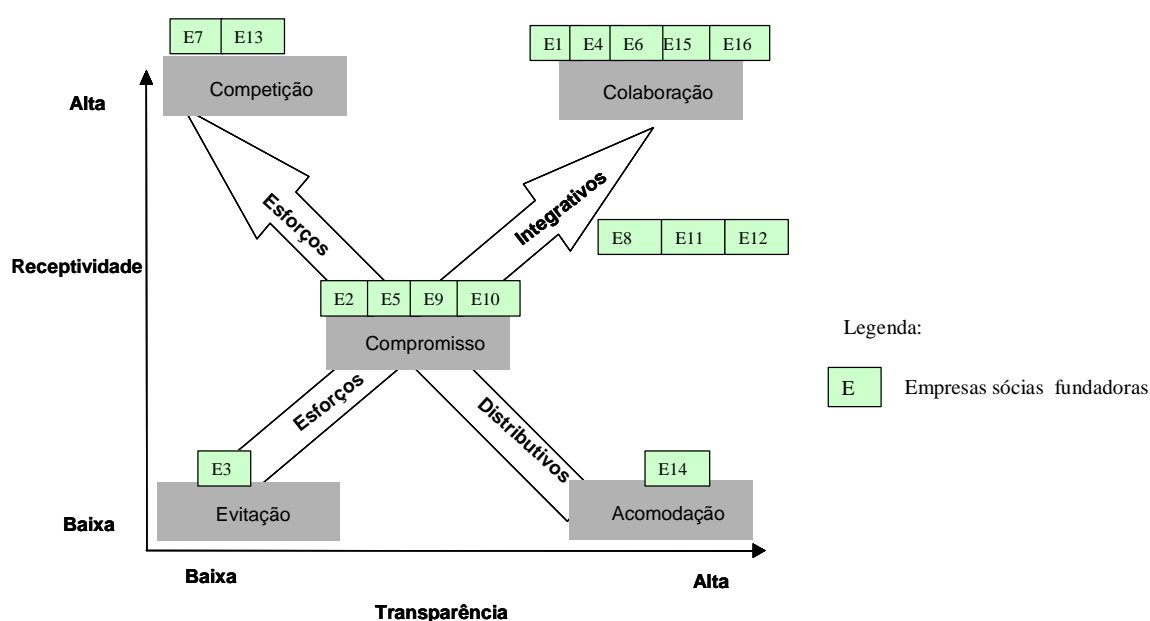 E7 E13
E1 E4 E6 E15 E16
Competição
Colaboração
Alta
Esforços
Integrativos
E8 E11 E12
Receptividade
E2 E5 E9 E10
Compromisso
Legenda:
E Empresas sócias fundadoras
Esforços
Distributivos
E3
E14
Evitação
Acomodação
Baixa
Baixa
Alta
Transparência